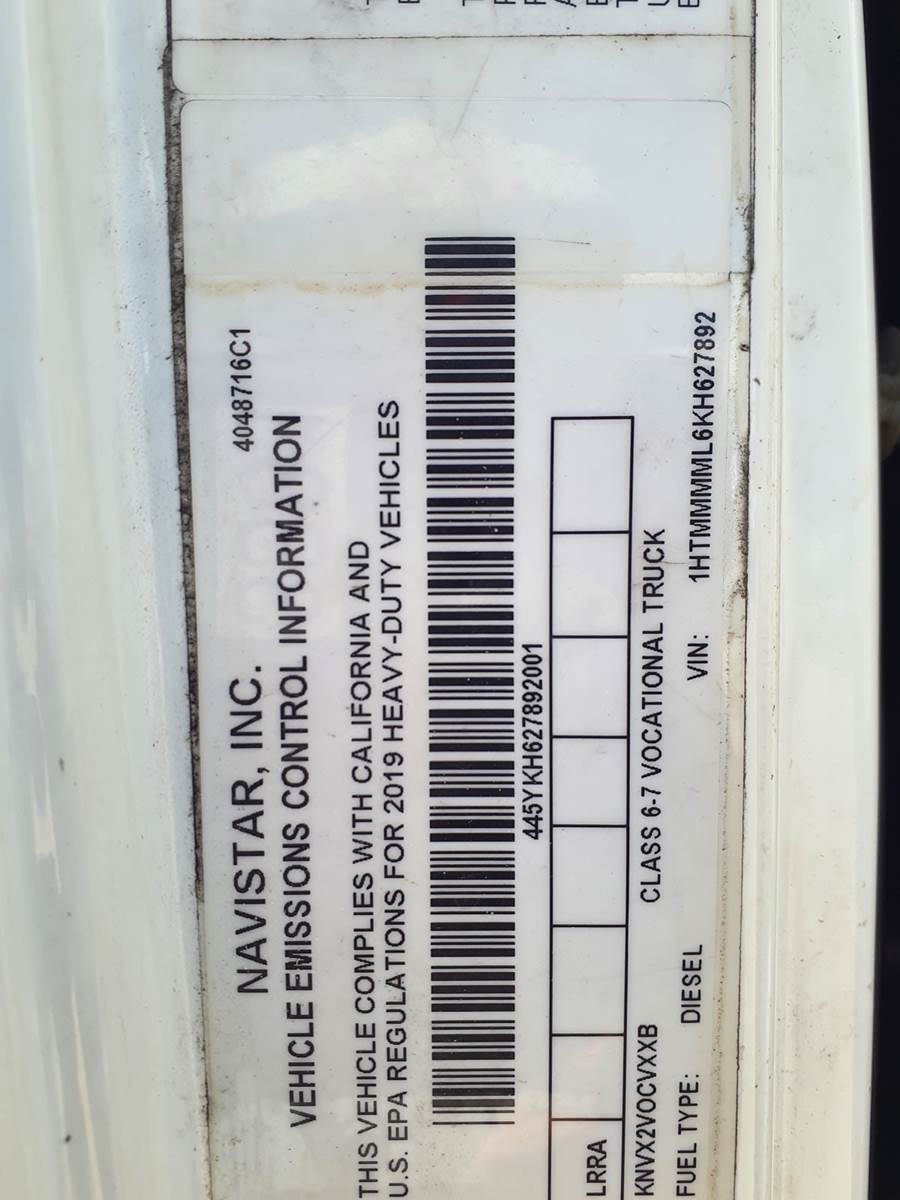 NAVISTAR, INC.
4048716C1
VEHICLE EMISSIONS CONTROL INFORMATION
THIS VEHICLE COMPLIES WITH CALIFORNIA AND
U.S. EPA REGULATIONS FOR 2019 HEAVY-DUTY VEHICLES
445YKH627892001
LRRA
KNVX2VOCVXXB CLASS 6-7 VOCATIONAL TRUCK
FUEL TYPE: DIESEL VIN: 1HTMMMML6KH627892